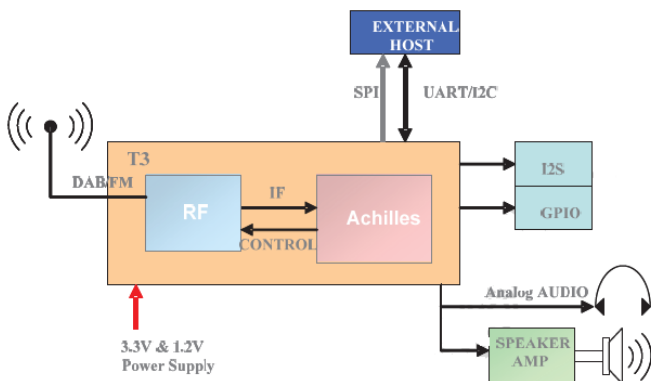 EXTERNAL
HOST
SPI
UART/I2C
T3
DAB/FM
RF
IF
CONTROL
Achilles
I2S
GPIO
Analog AUDIO
SPEAKER
AMP
3.3V & 1.2V
Power Supply